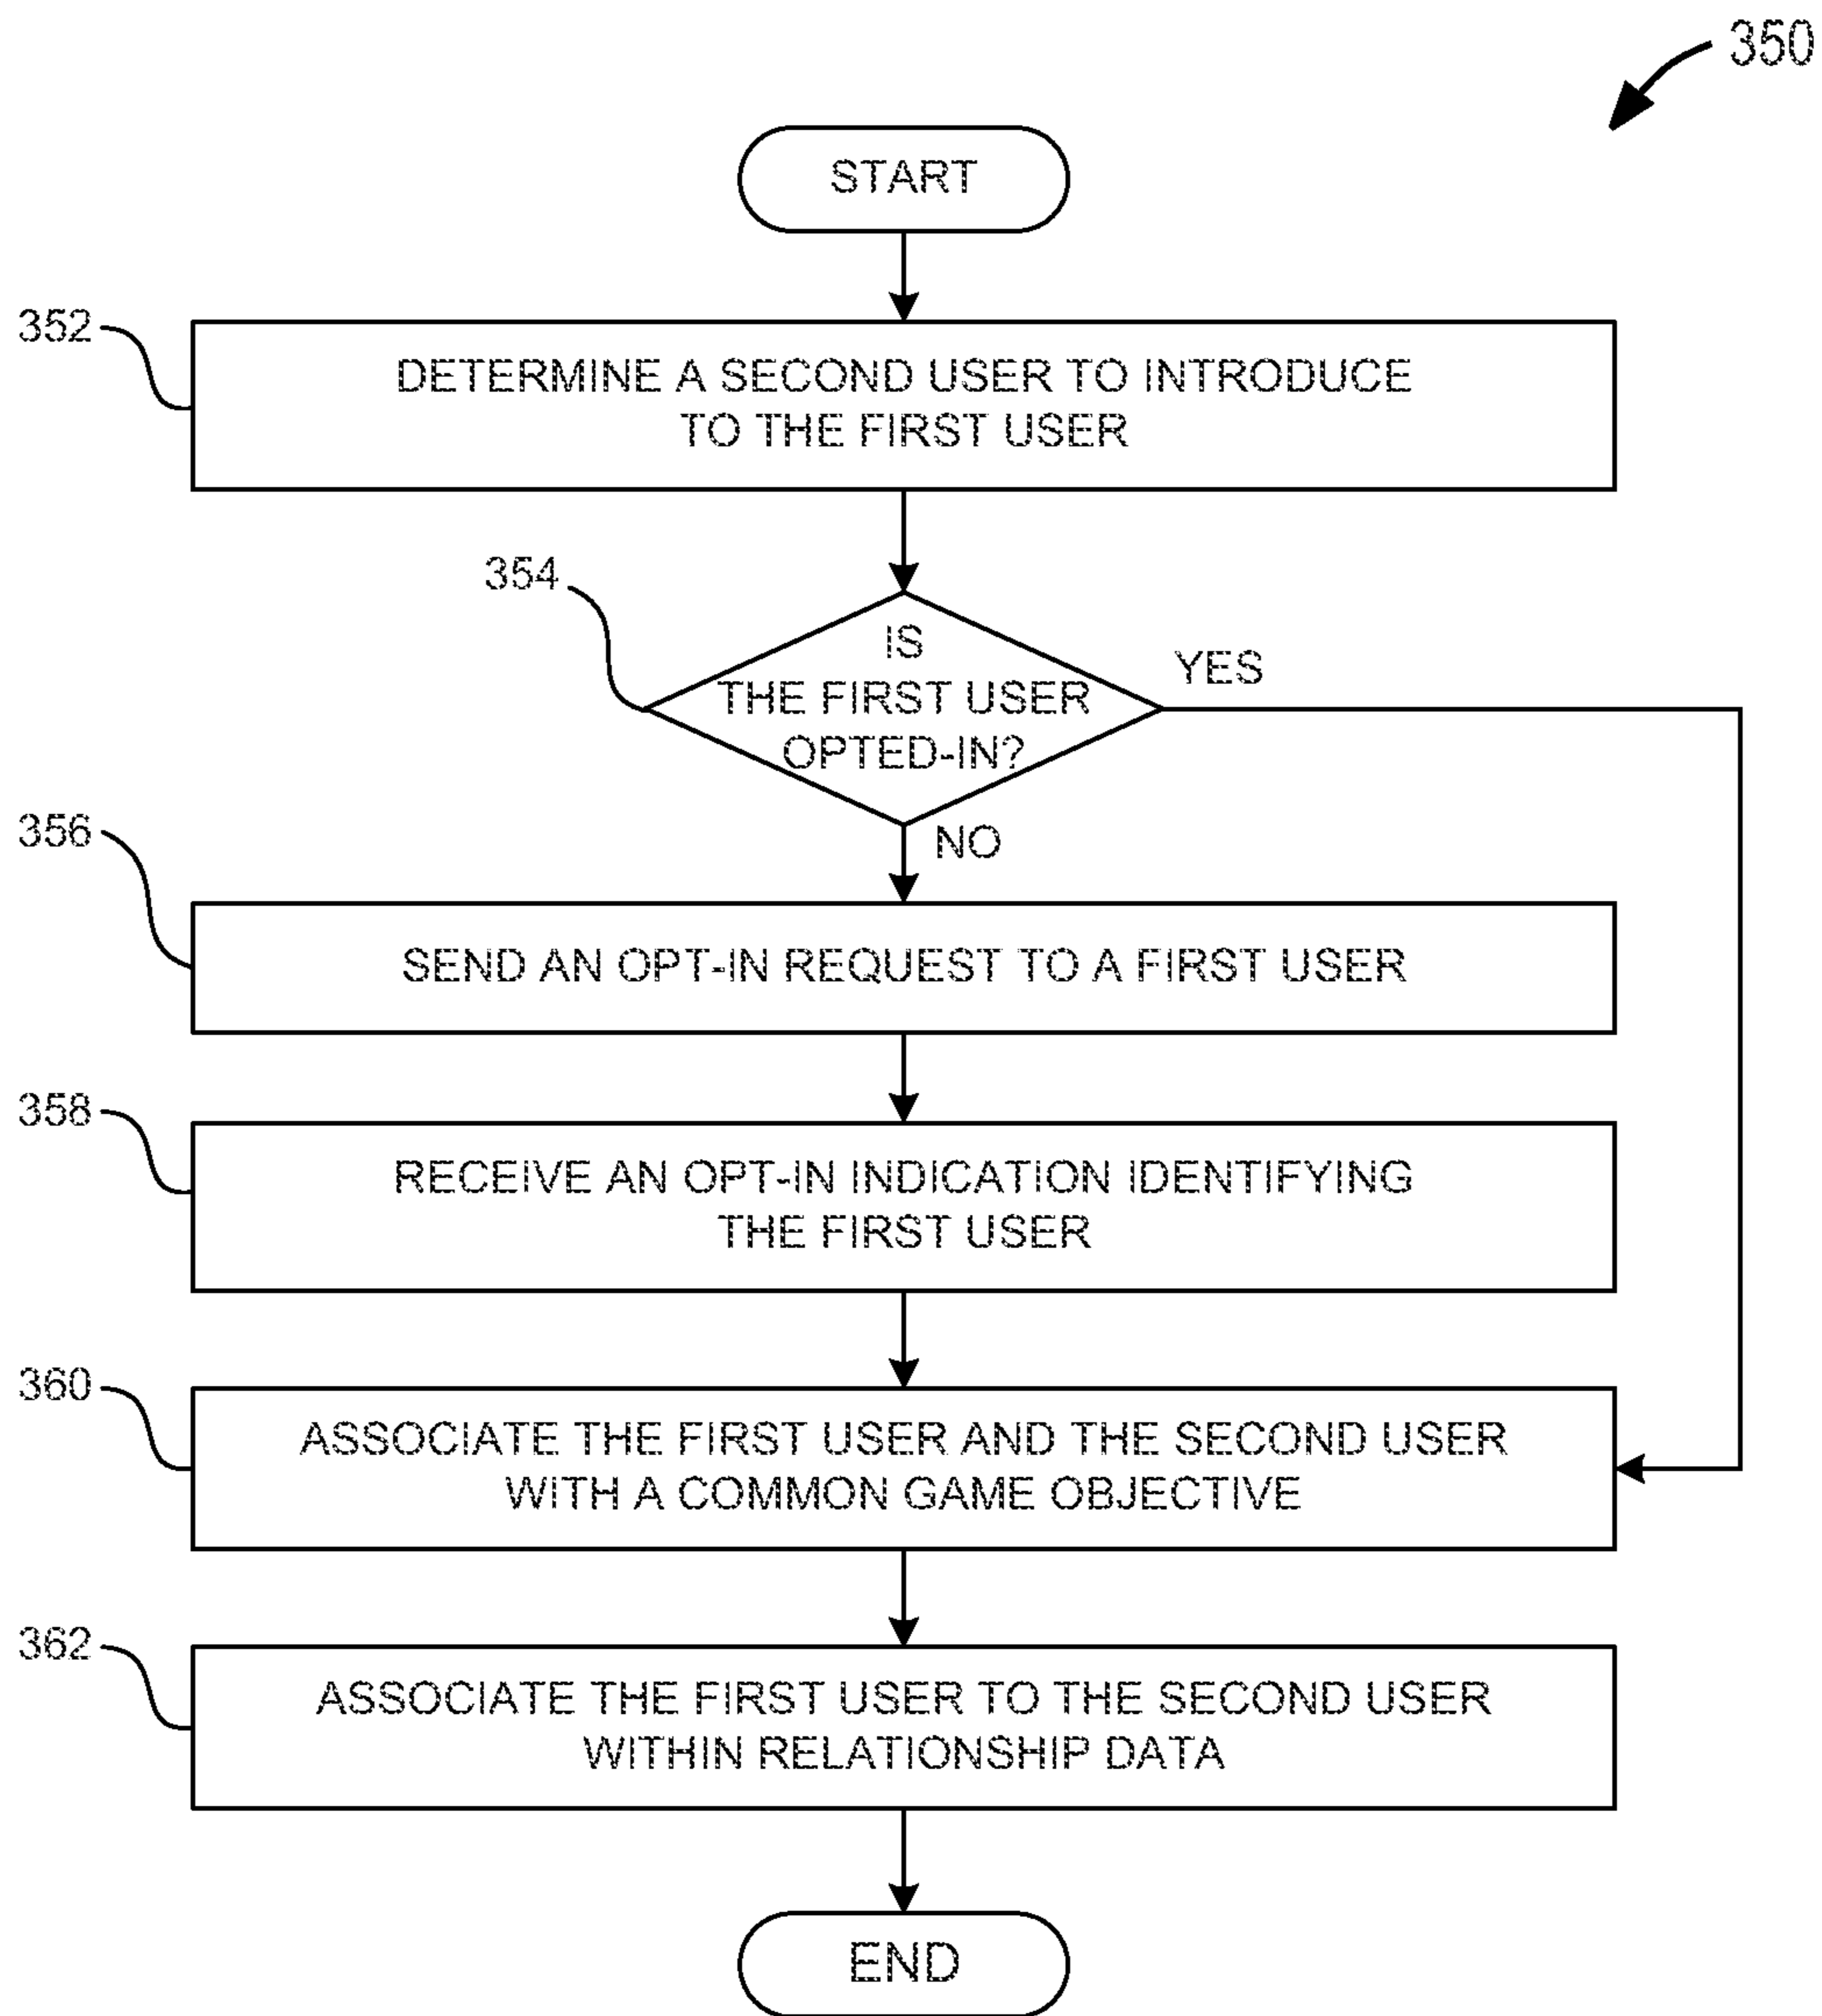 350
START
352
DETERMINE A SECOND USER TO INTRODUCE
TO THE FIRST USER
354
IS
THE FIRST USER
OPTED-IN?
YES
NO
356
SEND AN OPT-IN REQUEST TO A FIRST USER
358
RECEIVE AN OPT-IN INDICATION IDENTIFYING
THE FIRST USER
360
ASSOCIATE THE FIRST USER AND THE SECOND USER
WITH A COMMON GAME OBJECTIVE
362
ASSOCIATE THE FIRST USER TO THE SECOND USER
WITHIN RELATIONSHIP DATA
END